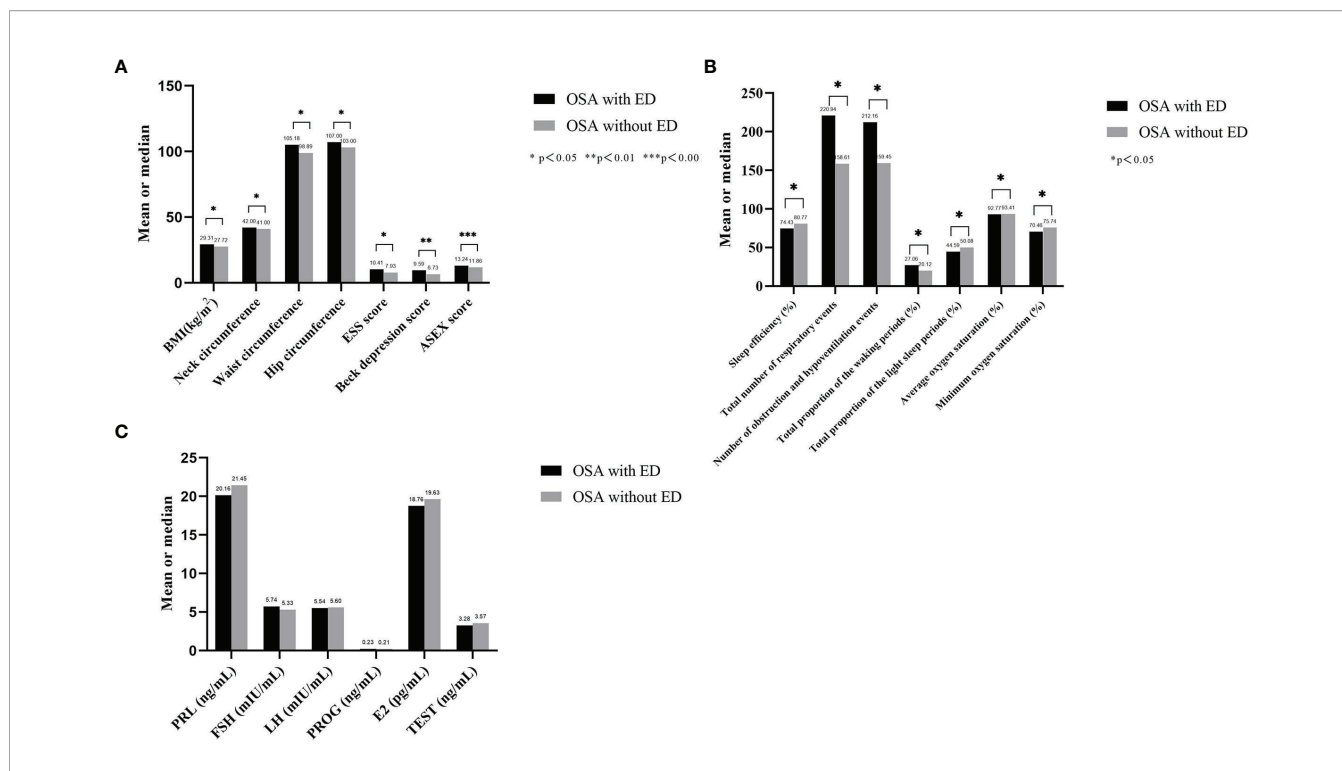 A
150
100
50
0
Mean or median
OSA with ED
OSA without ED
* p<0.05 **p<0.01 ***p<0.00
*
*
*
*
*
**
***
29.31 27.72
42.00 41.00
105.18 98.89
107.00 103.00
10.41 7.93
9.59 6.73
13.24 11.86
BMI(kg/m²)
Neck circumference
Waist circumference
Hip circumference
ESS score
Beck depression score
ASEX score
B
250
200
150
100
50
0
Mean or median
OSA with ED
OSA without ED
*p<0.05
*
*
*
*
*
*
*
74.43 80.77
220.94 158.61
212.16 159.45
27.06 20.12
44.59 50.08
92.77 93.41
70.46 75.74
Sleep efficiency (%)
Total number of respiratory events
Number of obstruction and hypoventilation events
Total proportion of the waking periods (%)
Total proportion of the light sleep periods (%)
Average oxygen saturation (%)
Minimum oxygen saturation (%)
C
25
20
15
10
5
0
Mean or median
OSA with ED
OSA without ED
20.16 21.45
5.74 5.33
5.54 5.60
0.23 0.21
18.76 19.63
3.28 3.57
PRL (ng/mL)
FSH (mIU/mL)
LH (mIU/mL)
PROG (ng/mL)
E2 (pg/mL)
TEST (ng/mL)